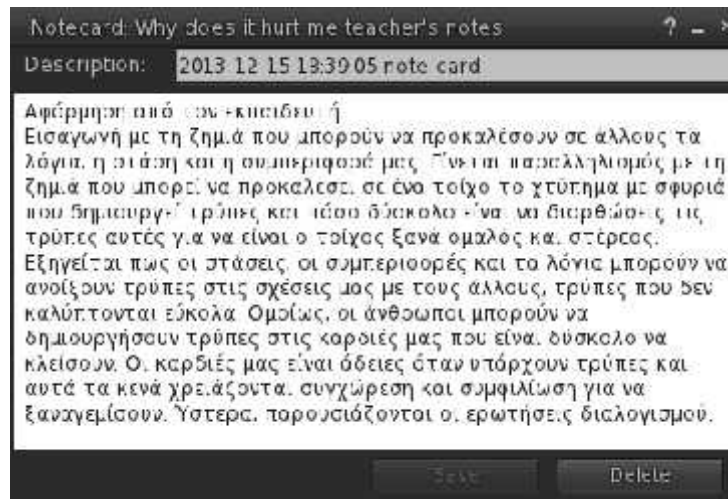 Notecard: Why does it hurt me teacher's notes
Description: 2013-12-15 13:39:05 note card
Αφόρμηση από τον εκπαιδευτή
Εισαγωγή με τη ζημιά που μπορούν να προκαλέσουν σε άλλους τα
λόγια, η στάση και η συμπεριφορά μας. Γίνεται παραλληλισμός με τη
ζημιά που μπορεί να προκαλέσει σε ένα τοίχο το χτύπημα με σφυριά
που δημιουργεί τρύπες και πόσο δύσκολο είναι να διορθώσεις τις
τρύπες αυτές για να είναι ο τοίχος ξανά ομαλός και στέρεος.
Εξηγείται πως οι στάσεις, οι συμπεριφορές και τα λόγια μπορούν να
ανοίξουν τρύπες στις σχέσεις μας με τους άλλους, τρύπες που δεν
καλύπτονται εύκολα. Ομοίως, οι άνθρωποι μπορούν να
δημιουργήσουν τρύπες στις καρδιές μας που είναι δύσκολο να
κλείσουν. Οι καρδιές μας είναι άδειες όταν υπάρχουν τρύπες και
αυτά τα κενά χρειάζονται συγχώρεση και συμφιλίωση για να
ξαναγεμίσουν. Ύστερα, παρουσιάζονται οι ερωτήσεις διαλογισμού.
Save
Delete